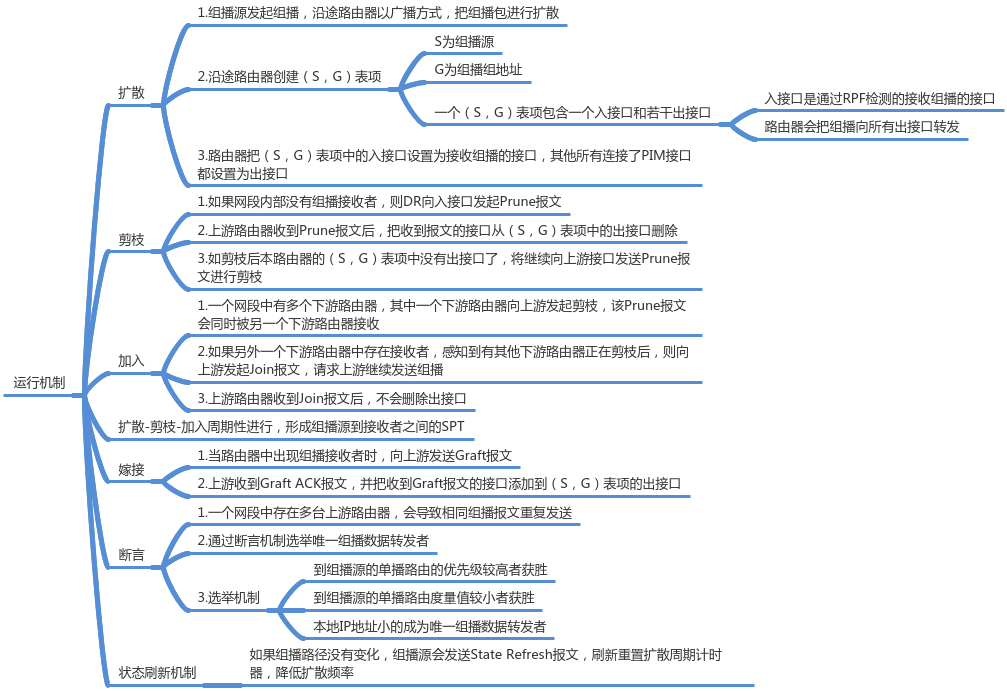 运行机制
扩散
1.组播源发起组播，沿途路由器以广播方式，把组播包进行扩散
2.沿途路由器创建（S，G）表项
S为组播源
G为组播组地址
一个（S，G）表项包含一个入接口和若干出接口
入接口是通过RPF检测的接收组播的接口
路由器会把组播向所有出接口转发
3.路由器把（S，G）表项中的入接口设置为接收组播的接口，其他所有连接了PIM接口
都设置为出接口
剪枝
1.如果网段内部没有组播接收者，则DR向入接口发起Prune报文
2.上游路由器收到Prune报文后，把收到报文的接口从（S，G）表项中的出接口删除
3.如剪枝后本路由器的（S，G）表项中没有出接口了，将继续向上游接口发送Prune报
文进行剪枝
加入
1.一个网段中有多个下游路由器，其中一个下游路由器向上游发起剪枝，该Prune报文
会同时被另一个下游路由器接收
2.如果另外一个下游路由器中存在接收者，感知到有其他下游路由器正在剪枝后，则向
上游发起Join报文，请求上游继续发送组播
3.上游路由器收到Join报文后，不会删除出接口
扩散-剪枝-加入周期性进行，形成组播源到接收者之间的SPT
嫁接
1.当路由器中出现组播接收者时，向上游发送Graft报文
2.上游收到Graft ACK报文，并把收到Graft报文的接口添加到（S，G）表项的出接口
断言
1.一个网段中存在多台上游路由器，会导致相同组播报文重复发送
2.通过断言机制选举唯一组播数据转发者
3.选举机制
到组播源的单播路由的优先级较高者获胜
到组播源的单播路由度量值较小者获胜
本地IP地址小的成为唯一组播数据转发者
状态刷新机制
如果组播路径没有变化，组播源会发送State Refresh报文，刷新重置扩散周期计时
器，降低扩散频率